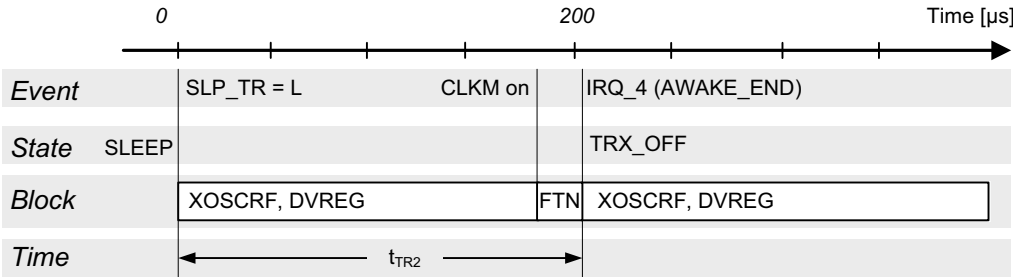 0 200 Time [µs]
Event SLP_TR = L CLKM on IRQ_4 (AWAKE_END)
State SLEEP TRX_OFF
Block XOSCRF, DVREG FTN XOSCRF, DVREG
Time tTR2